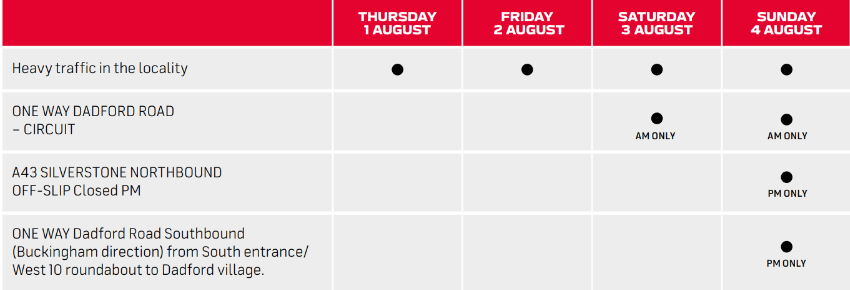 THURSDAY
1 AUGUST
FRIDAY
2 AUGUST
SATURDAY
3 AUGUST
SUNDAY
4 AUGUST
Heavy traffic in the locality
ONE WAY DADFORD ROAD
– CIRCUIT
AM ONLY
AM ONLY
A43 SILVERSTONE NORTHBOUND
OFF-SLIP Closed PM
PM ONLY
ONE WAY Dadford Road Southbound
(Buckingham direction) from South entrance/
West 10 roundabout to Dadford village.
PM ONLY